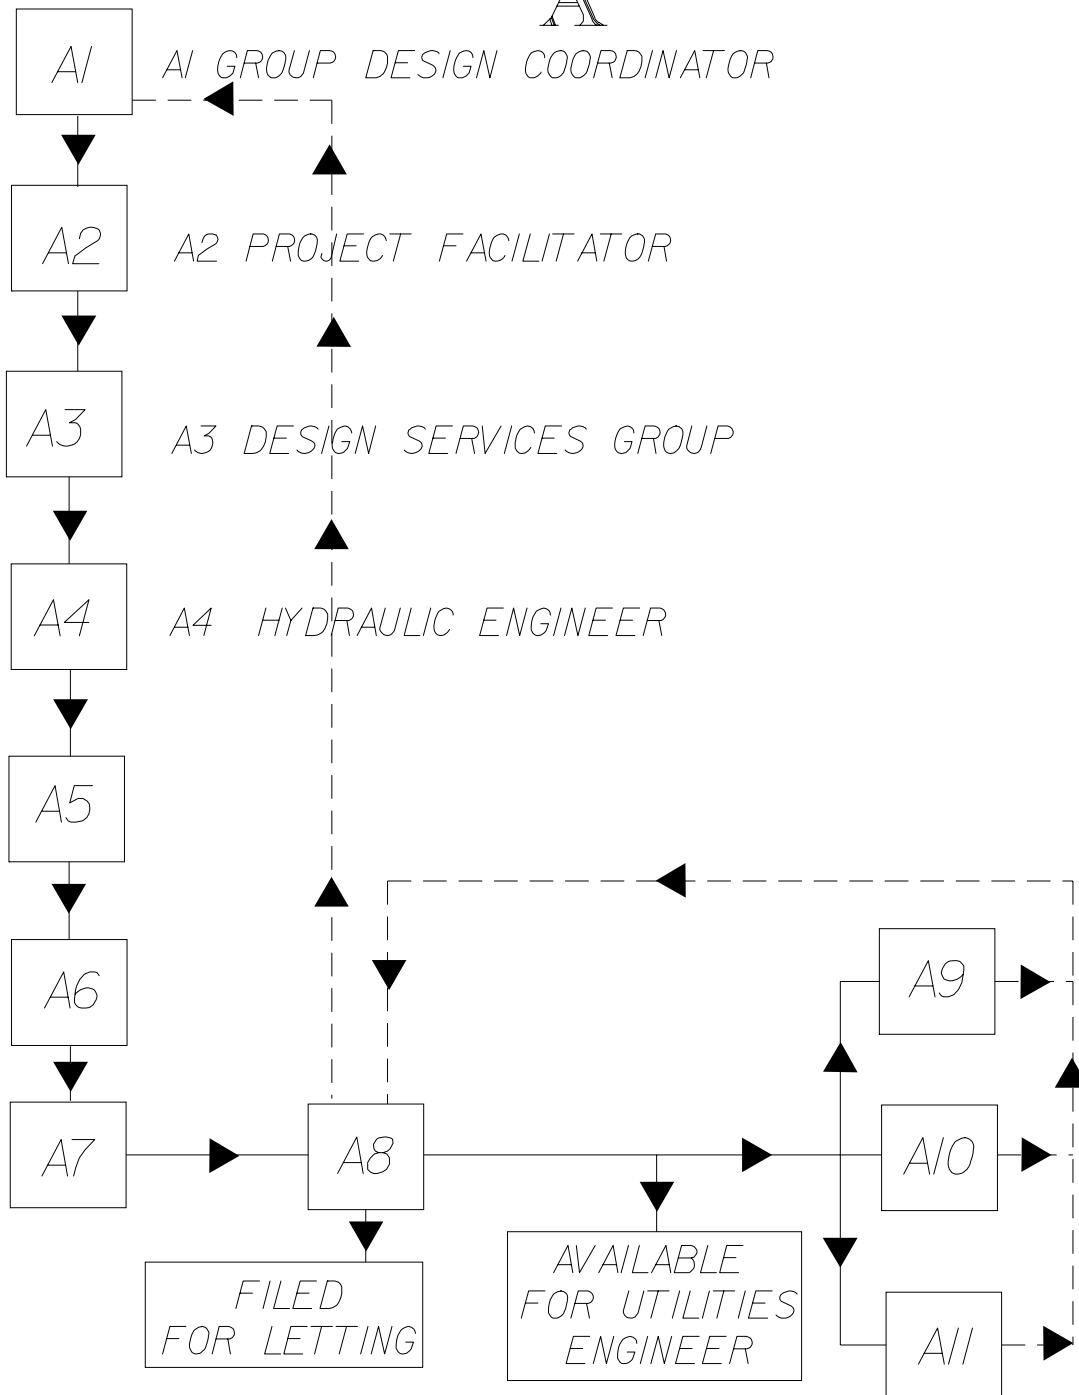 A
A1
A1 GROUP DESIGN COORDINATOR
A2
A2 PROJECT FACILITATOR
A3
A3 DESIGN SERVICES GROUP
A4
A4 HYDRAULIC ENGINEER
A5
A6
A9
A7
A8
A10
FILED
FOR LETTING
AVAILABLE
FOR UTILITIES
ENGINEER
A11